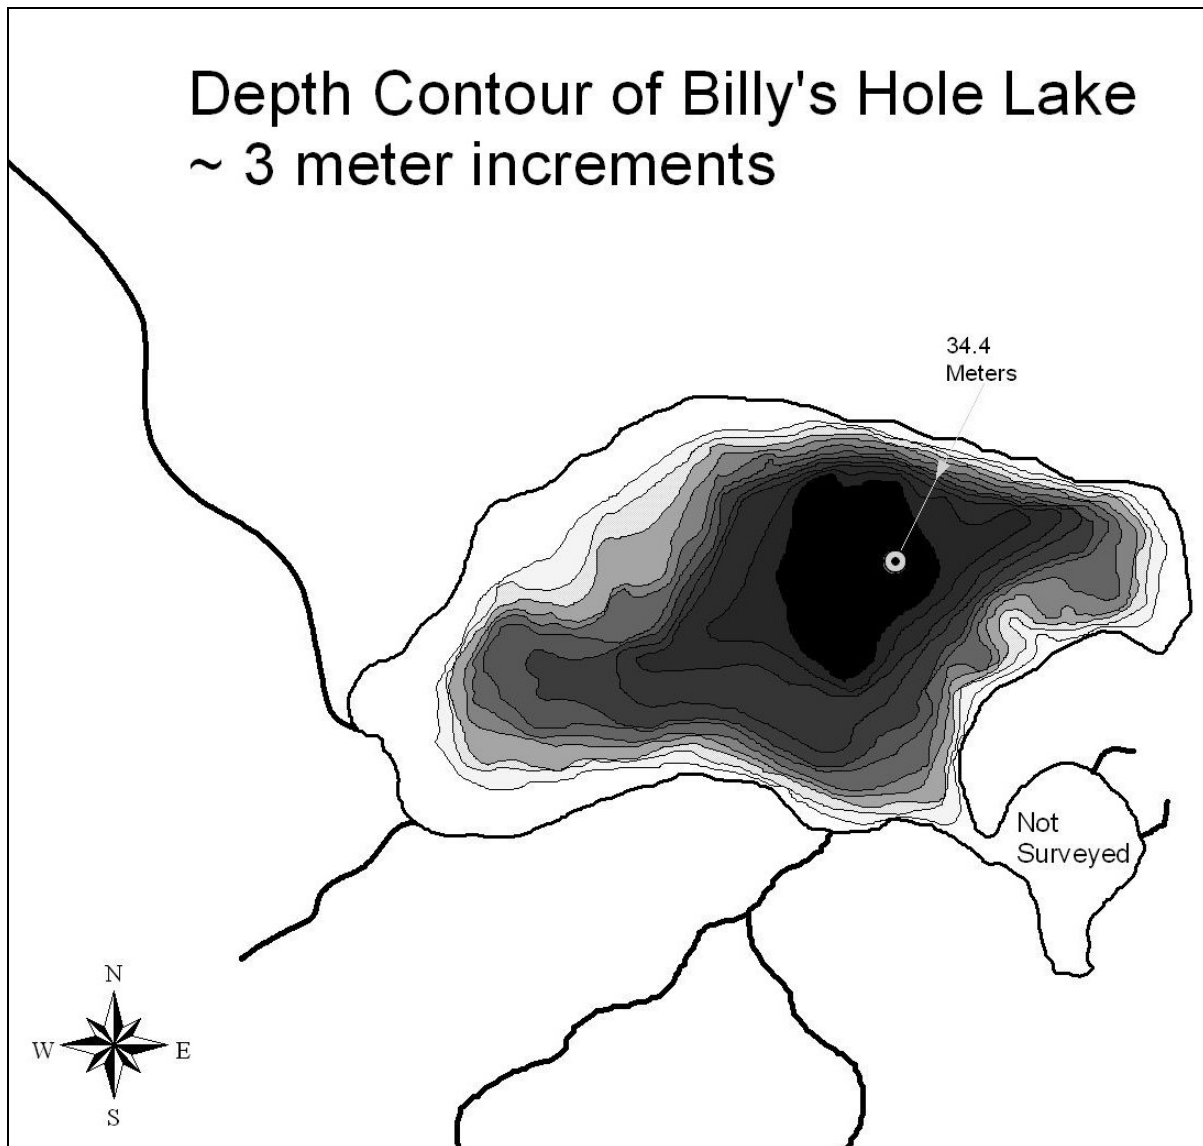 Depth Contour of Billy's Hole Lake
~ 3 meter increments
34.4
Meters
Not
Surveyed
N
W
E
S